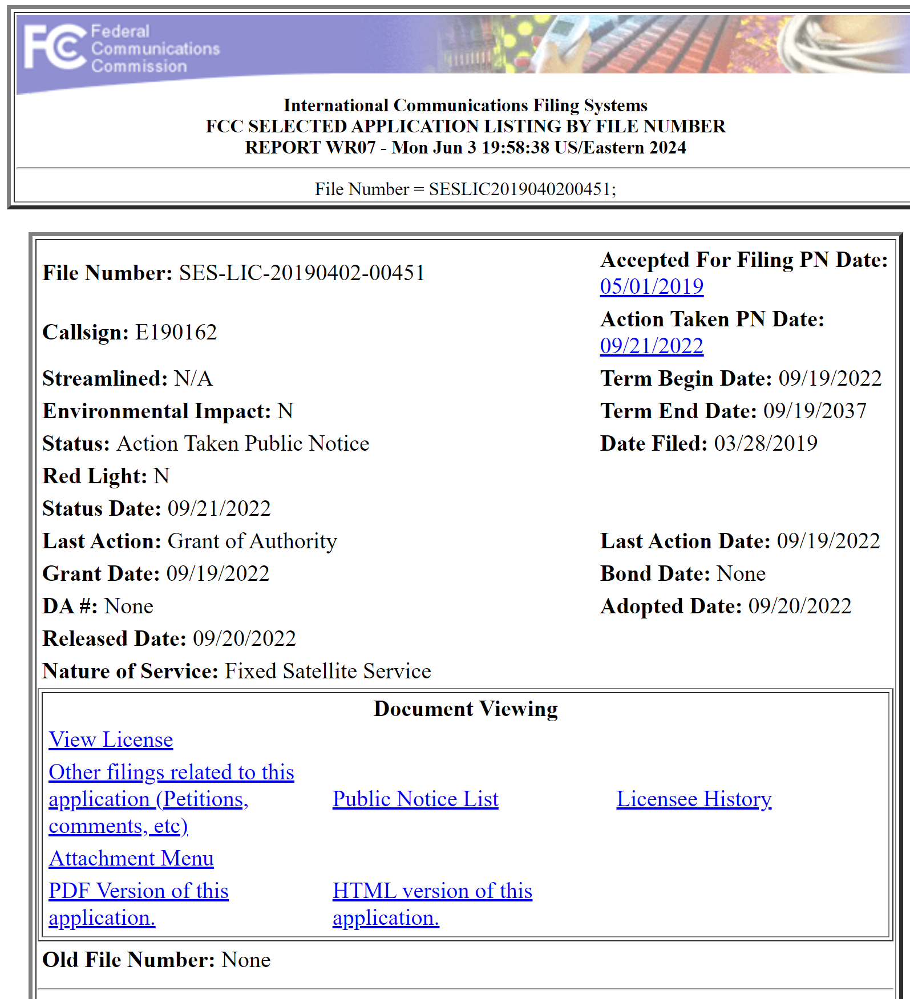 FCC Federal
Communications
Commission
International Communications Filing Systems
FCC SELECTED APPLICATION LISTING BY FILE NUMBER
REPORT WR07 - Mon Jun 3 19:58:38 US/Eastern 2024
File Number = SESLIC2019040200451;
File Number: SES-LIC-20190402-00451
Accepted For Filing PN Date:
05/01/2019
Callsign: E190162
Action Taken PN Date:
09/21/2022
Streamlined: N/A
Term Begin Date: 09/19/2022
Environmental Impact: N
Term End Date: 09/19/2037
Status: Action Taken Public Notice
Date Filed: 03/28/2019
Red Light: N
Status Date: 09/21/2022
Last Action: Grant of Authority
Last Action Date: 09/19/2022
Grant Date: 09/19/2022
Bond Date: None
DA #: None
Adopted Date: 09/20/2022
Released Date: 09/20/2022
Nature of Service: Fixed Satellite Service
Document Viewing
View License
Other filings related to this
application (Petitions,
comments, etc)
Public Notice List
Licensee History
Attachment Menu
PDF Version of this
application.
HTML version of this
application.
Old File Number: None